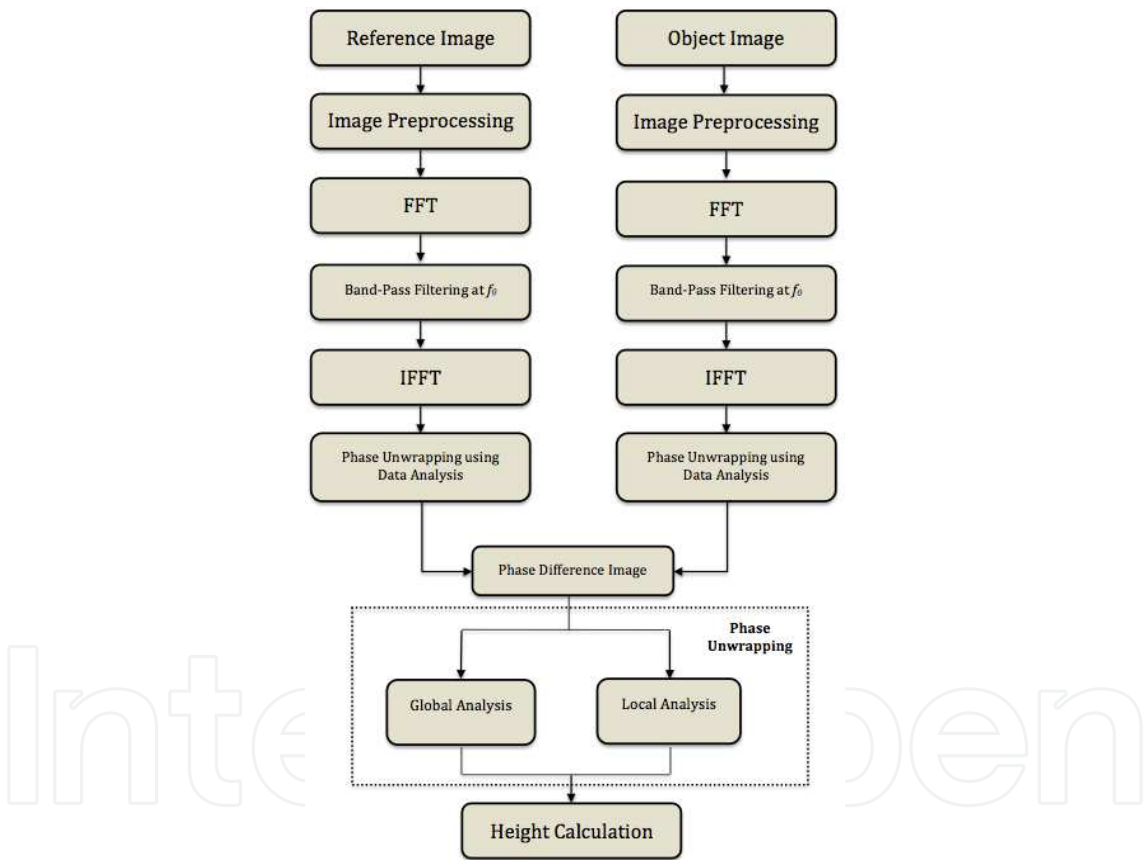 Reference Image
Object Image
Image Preprocessing
Image Preprocessing
FFT
FFT
Band-Pass Filtering at f0
Band-Pass Filtering at f0
IFFT
IFFT
Phase Unwrapping using
Data Analysis
Phase Unwrapping using
Data Analysis
Phase Difference Image
Phase
Unwrapping
Global Analysis
Local Analysis
Height Calculation